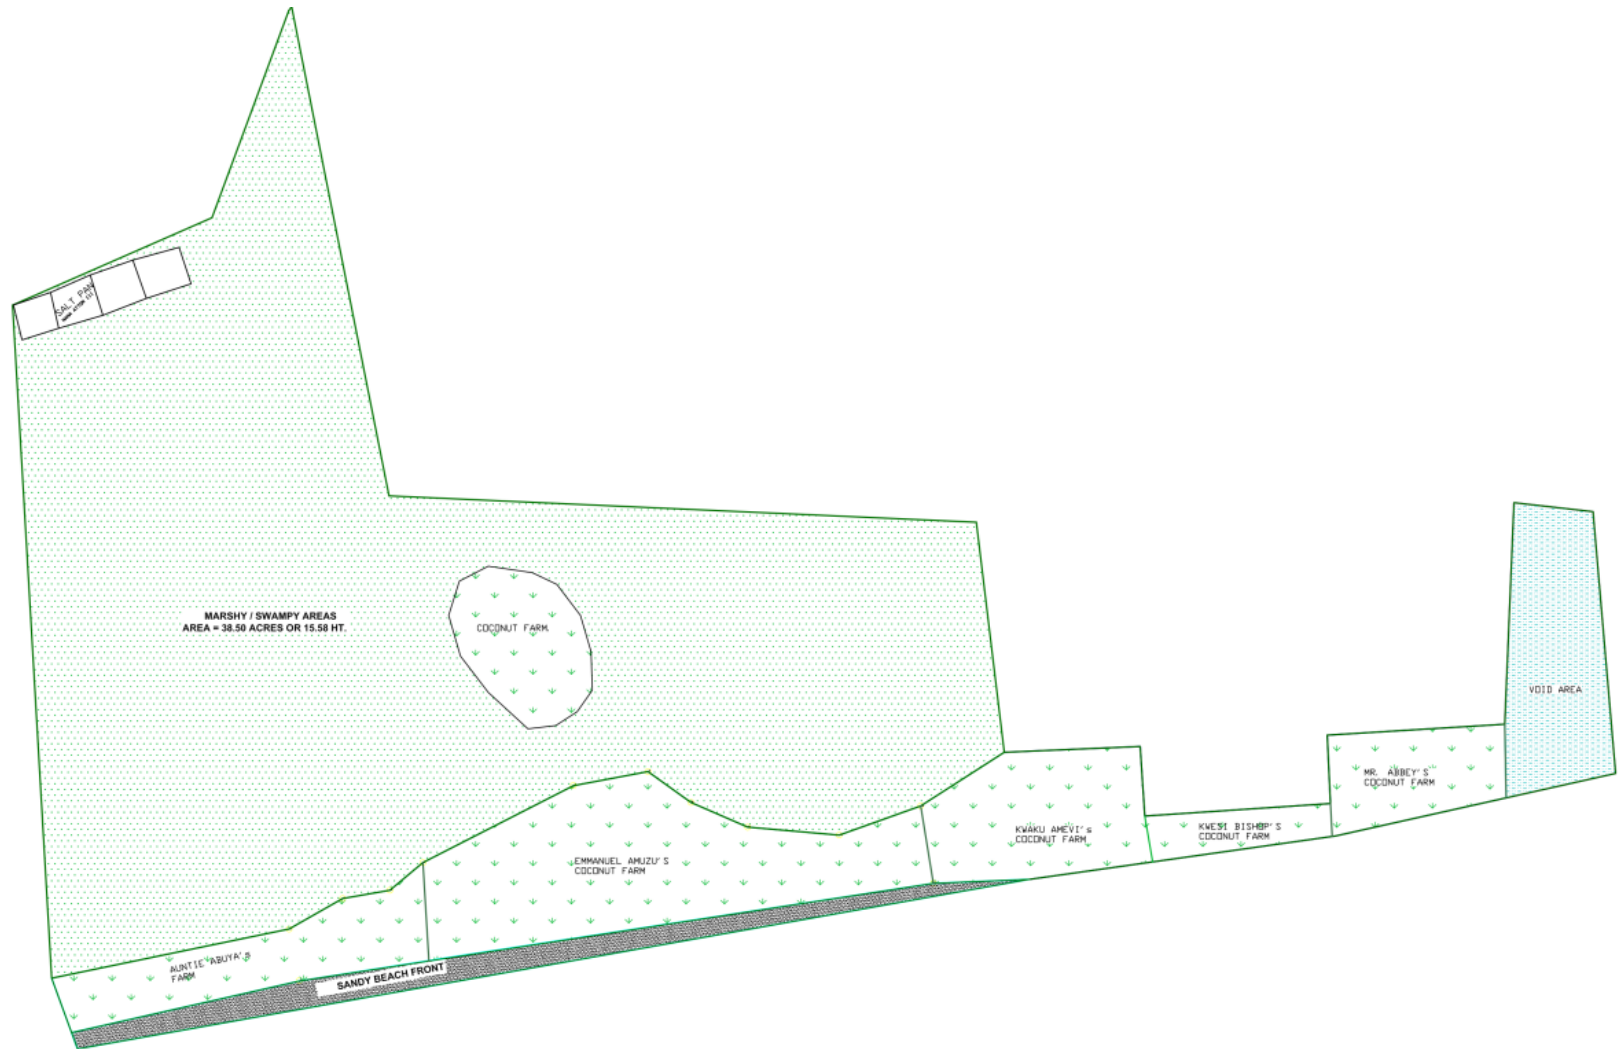 SALT PAN
MARSHY / SWAMPY AREAS
AREA = 38.50 ACRES OR 15.58 HT.
COCONUT FARM
VOID AREA
MR. ABBEY'S
COCONUT FARM
KWESI BISHOP'S
COCONUT FARM
KWAKU AMEVI's
COCONUT FARM
EMMANUEL AMUZU'S
COCONUT FARM
AUNTIE ABUYA's
FARM
SANDY BEACH FRONT